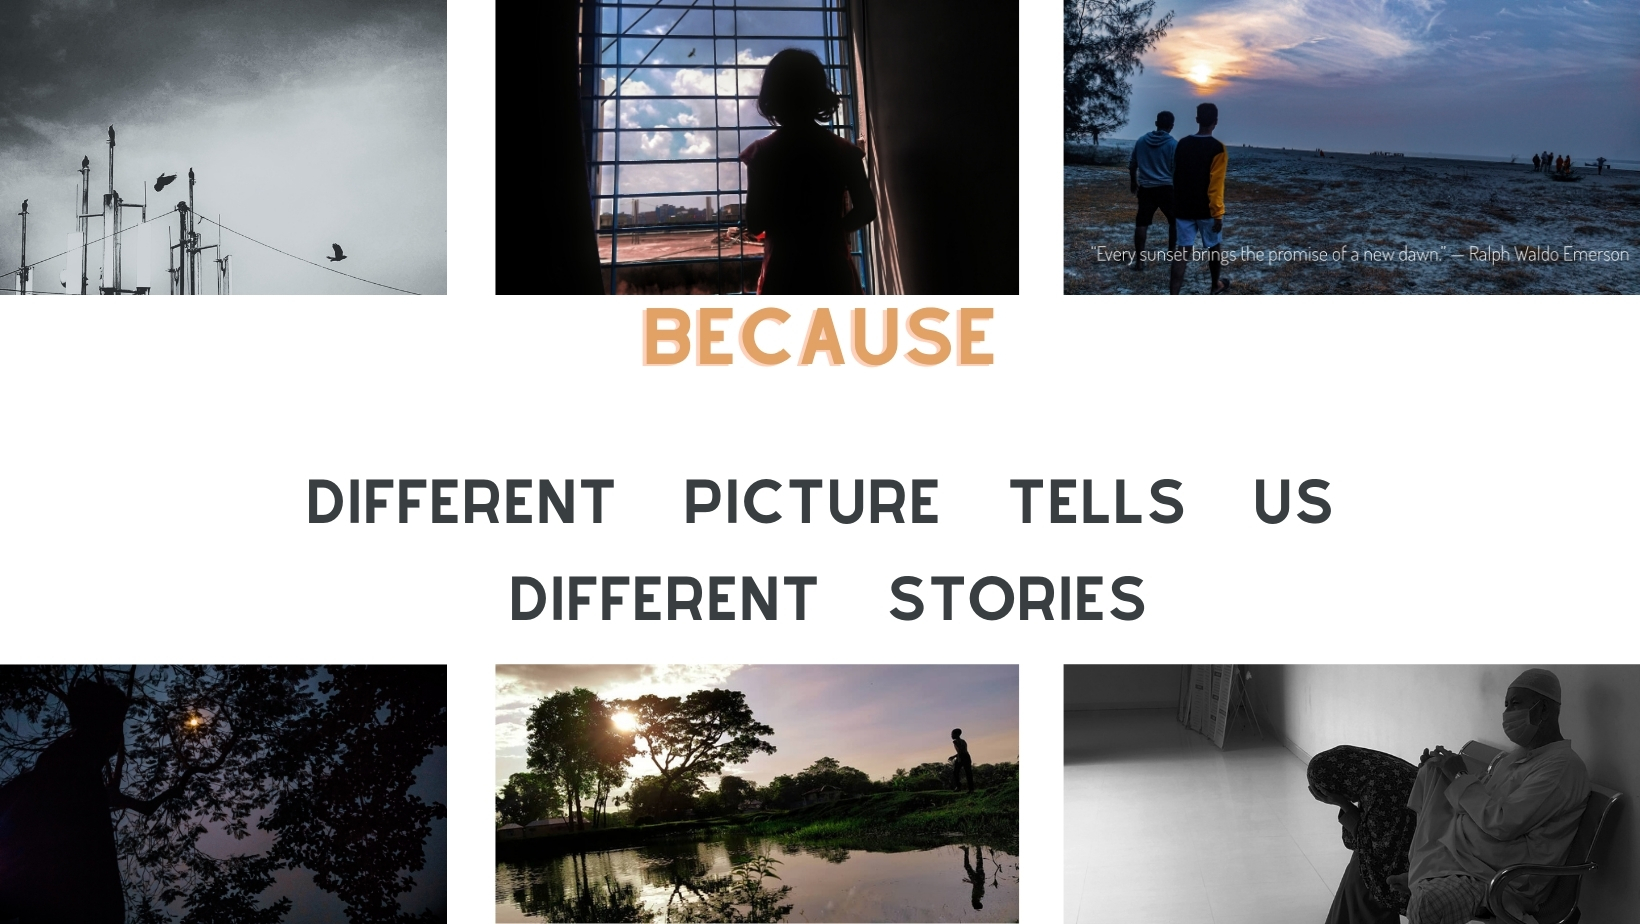 "Every sunset brings the promise of a new dawn." — Ralph Waldo Emerson
BECAUSE
DIFFERENT PICTURE TELLS US
DIFFERENT STORIES